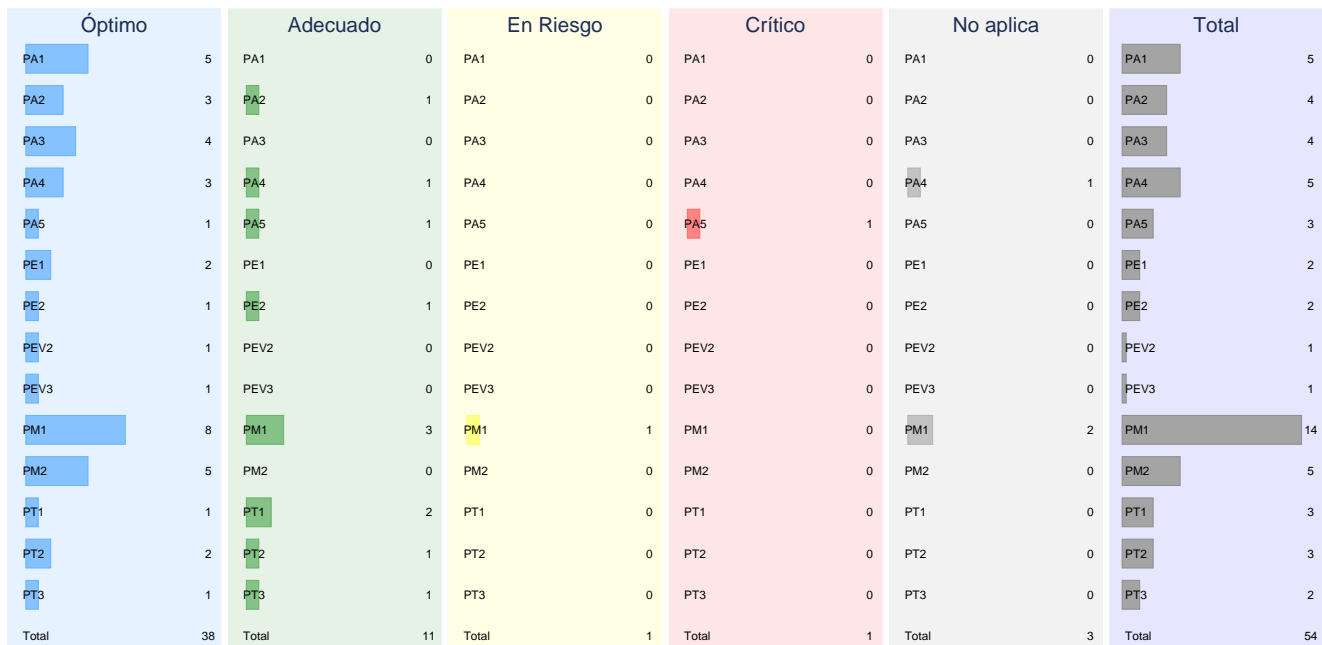 Óptimo Adecuado En Riesgo Crítico No aplica Total
PA1 5 PA1 0 PA1 0 PA1 0 PA1 0 PA1 5
PA2 3 PA2 1 PA2 0 PA2 0 PA2 0 PA2 4
PA3 4 PA3 0 PA3 0 PA3 0 PA3 0 PA3 4
PA4 3 PA4 1 PA4 0 PA4 0 PA4 1 PA4 5
PA5 1 PA5 1 PA5 0 PA5 1 PA5 0 PA5 3
PE1 2 PE1 0 PE1 0 PE1 0 PE1 0 PE1 2
PE2 1 PE2 1 PE2 0 PE2 0 PE2 0 PE2 2
PEV2 1 PEV2 0 PEV2 0 PEV2 0 PEV2 0 PEV2 1
PEV3 1 PEV3 0 PEV3 0 PEV3 0 PEV3 0 PEV3 1
PM1 8 PM1 3 PM1 1 PM1 0 PM1 2 PM1 14
PM2 5 PM2 0 PM2 0 PM2 0 PM2 0 PM2 5
PT1 1 PT1 2 PT1 0 PT1 0 PT1 0 PT1 3
PT2 2 PT2 1 PT2 0 PT2 0 PT2 0 PT2 3
PT3 1 PT3 1 PT3 0 PT3 0 PT3 0 PT3 2
Total 38 Total 11 Total 1 Total 1 Total 3 Total 54